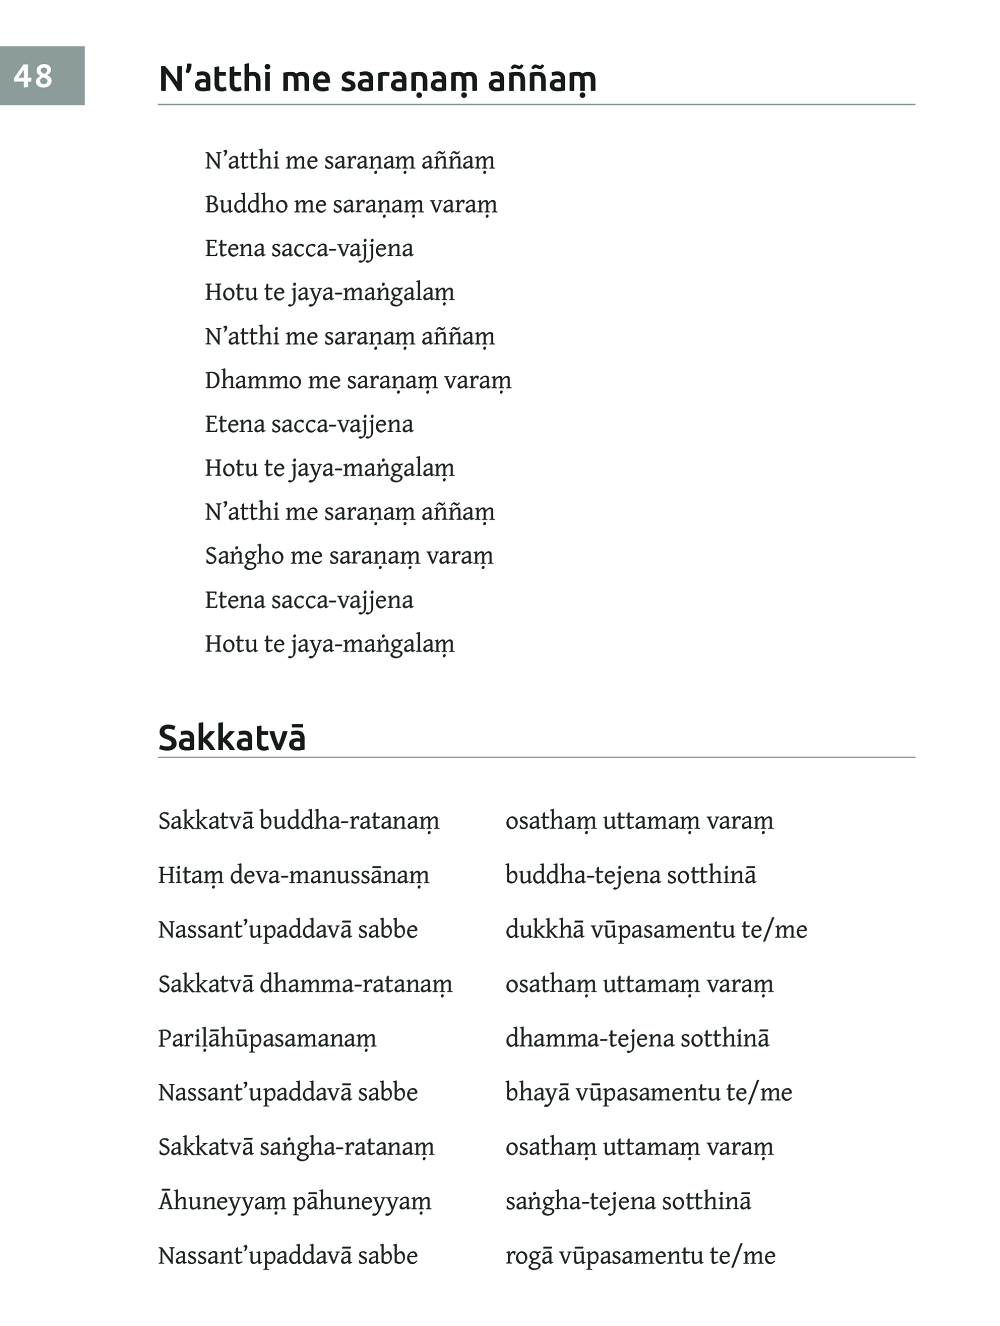 48
N’atthi me saraṇaṃ aññaṃ
N’atthi me saraṇaṃ aññaṃ
Buddho me saraṇaṃ varaṃ
Etena sacca-vajjena
Hotu te jaya-maṅgalaṃ
N’atthi me saraṇaṃ aññaṃ
Dhammo me saraṇaṃ varaṃ
Etena sacca-vajjena
Hotu te jaya-maṅgalaṃ
N’atthi me saraṇaṃ aññaṃ
Saṅgho me saraṇaṃ varaṃ
Etena sacca-vajjena
Hotu te jaya-maṅgalaṃ
Sakkatvā
Sakkatvā buddha-ratanaṃ osathaṃ uttamaṃ varaṃ
Hitaṃ deva-manussānaṃ buddha-tejena sotthinā
Nassant’upaddavā sabbe dukkhā vūpasamentu te/me
Sakkatvā dhamma-ratanaṃ osathaṃ uttamaṃ varaṃ
Pariḷāhūpasamanaṃ dhamma-tejena sotthinā
Nassant’upaddavā sabbe bhayā vūpasamentu te/me
Sakkatvā saṅgha-ratanaṃ osathaṃ uttamaṃ varaṃ
Āhuneyyaṃ pāhuneyyaṃ saṅgha-tejena sotthinā
Nassant’upaddavā sabbe rogā vūpasamentu te/me